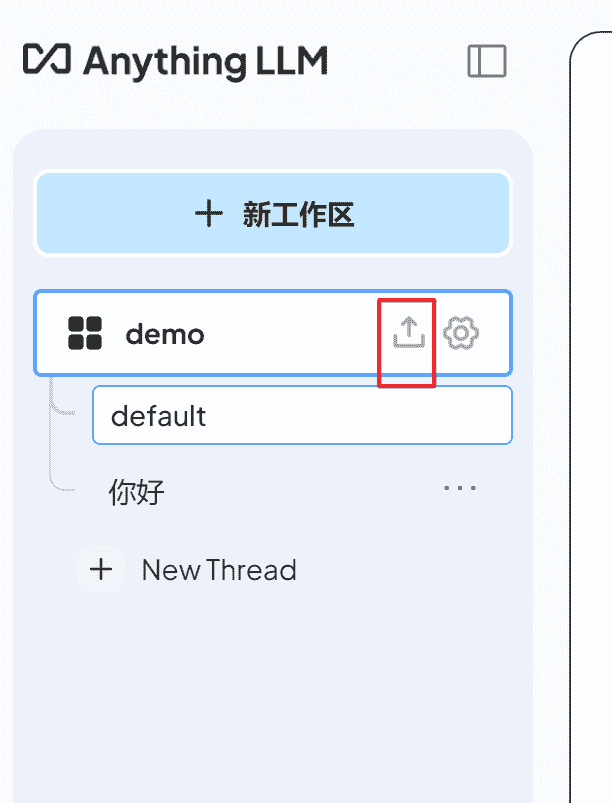 Anything LLM
新工作区
demo
default
你好
New Thread